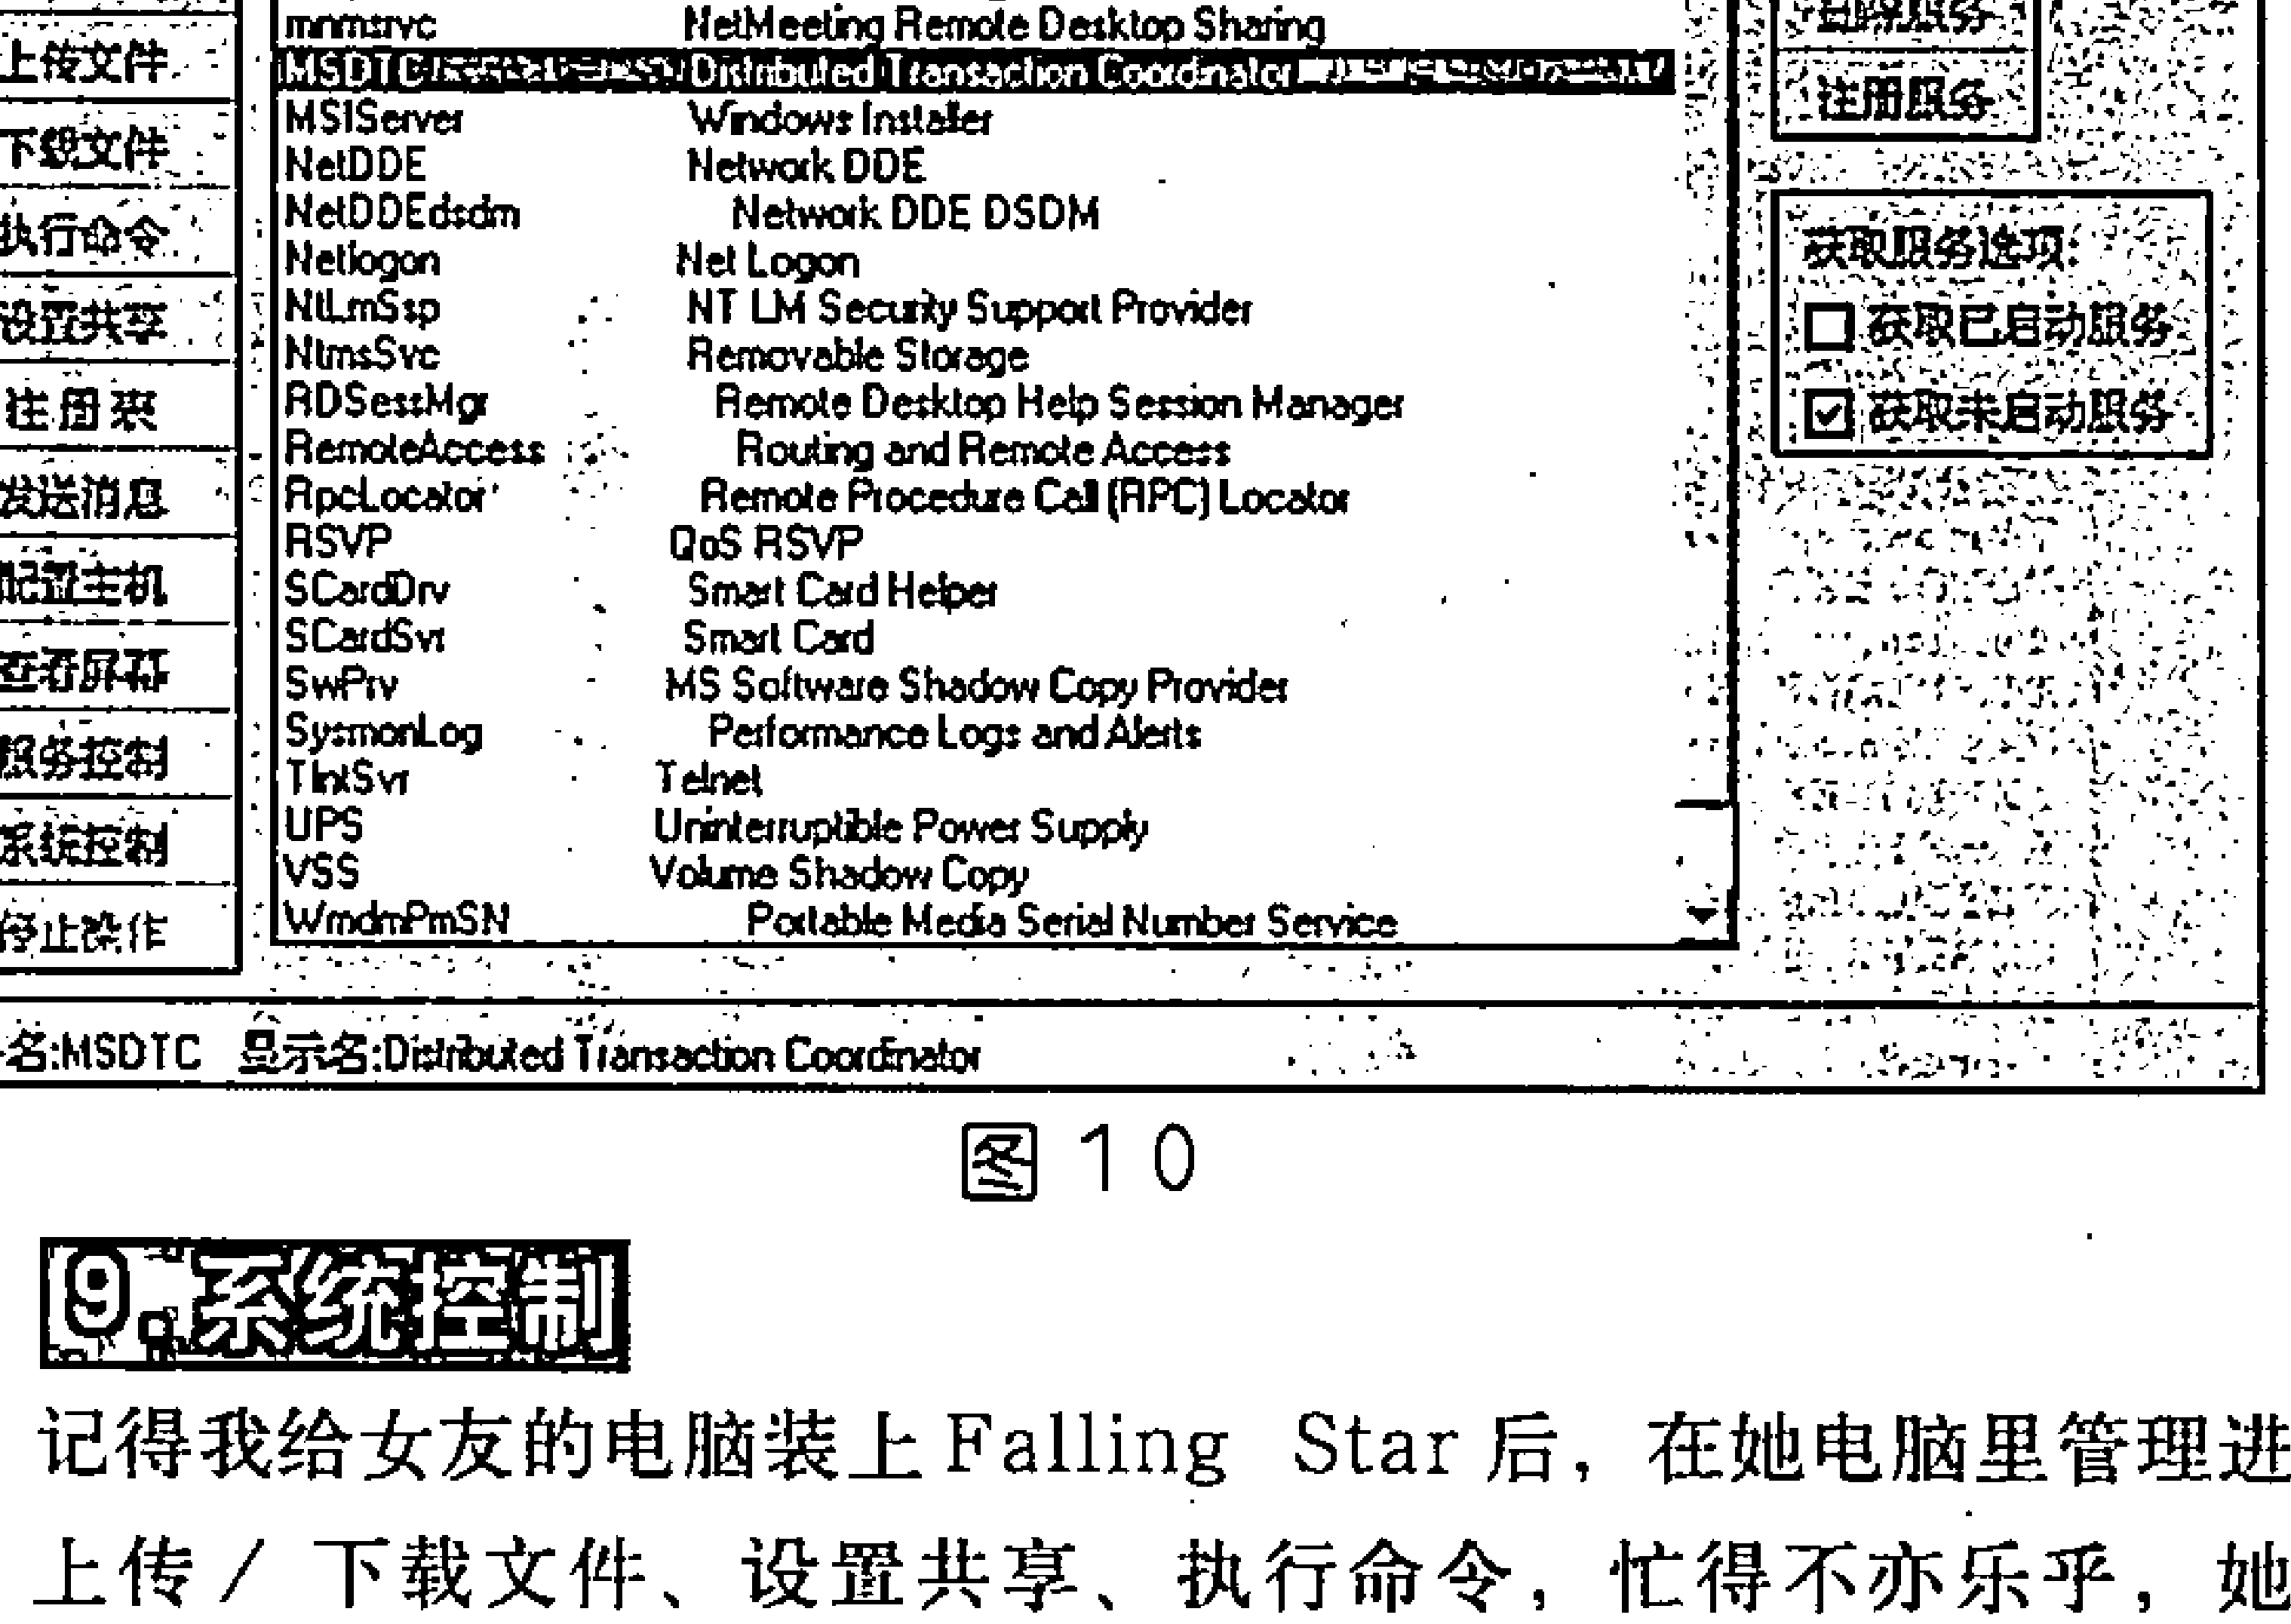 mnmsrvc NetMeeting Remote Desktop Sharing
MSDTC Distributed Transaction Coordinator
MSIServer Windows Installer
NetDDE Network DDE
NetDDEdsdm Network DDE DSDM
Netlogon Net Logon
NtLmSsp NT LM Security Support Provider
NtmsSvc Removable Storage
RDSessMgr Remote Desktop Help Session Manager
RemoteAccess Routing and Remote Access
RpcLocator Remote Procedure Call (RPC) Locator
RSVP QoS RSVP
SCardDrv Smart Card Helper
SCardSvr Smart Card
SwPrv MS Software Shadow Copy Provider
SysmonLog Performance Logs and Alerts
TlntSvr Telnet
UPS Uninterruptible Power Supply
VSS Volume Shadow Copy
WmdmPmSN Portable Media Serial Number Service
上传文件
下载文件
执行命令
设置共享
注册表
发送消息
配置主机
查看屏幕
服务控制
系统控制
停止操作
删除服务
注册服务
获取服务选项:
获取已启动服务
获取未启动服务
名:MSDTC 显示名:Distributed Transaction Coordinator
图 10
9.系统控制
记得我给女友的电脑装上Falling Star后，在她电脑里管理进
上传/下载文件、设置共享、执行命令，忙得不亦乐乎，她